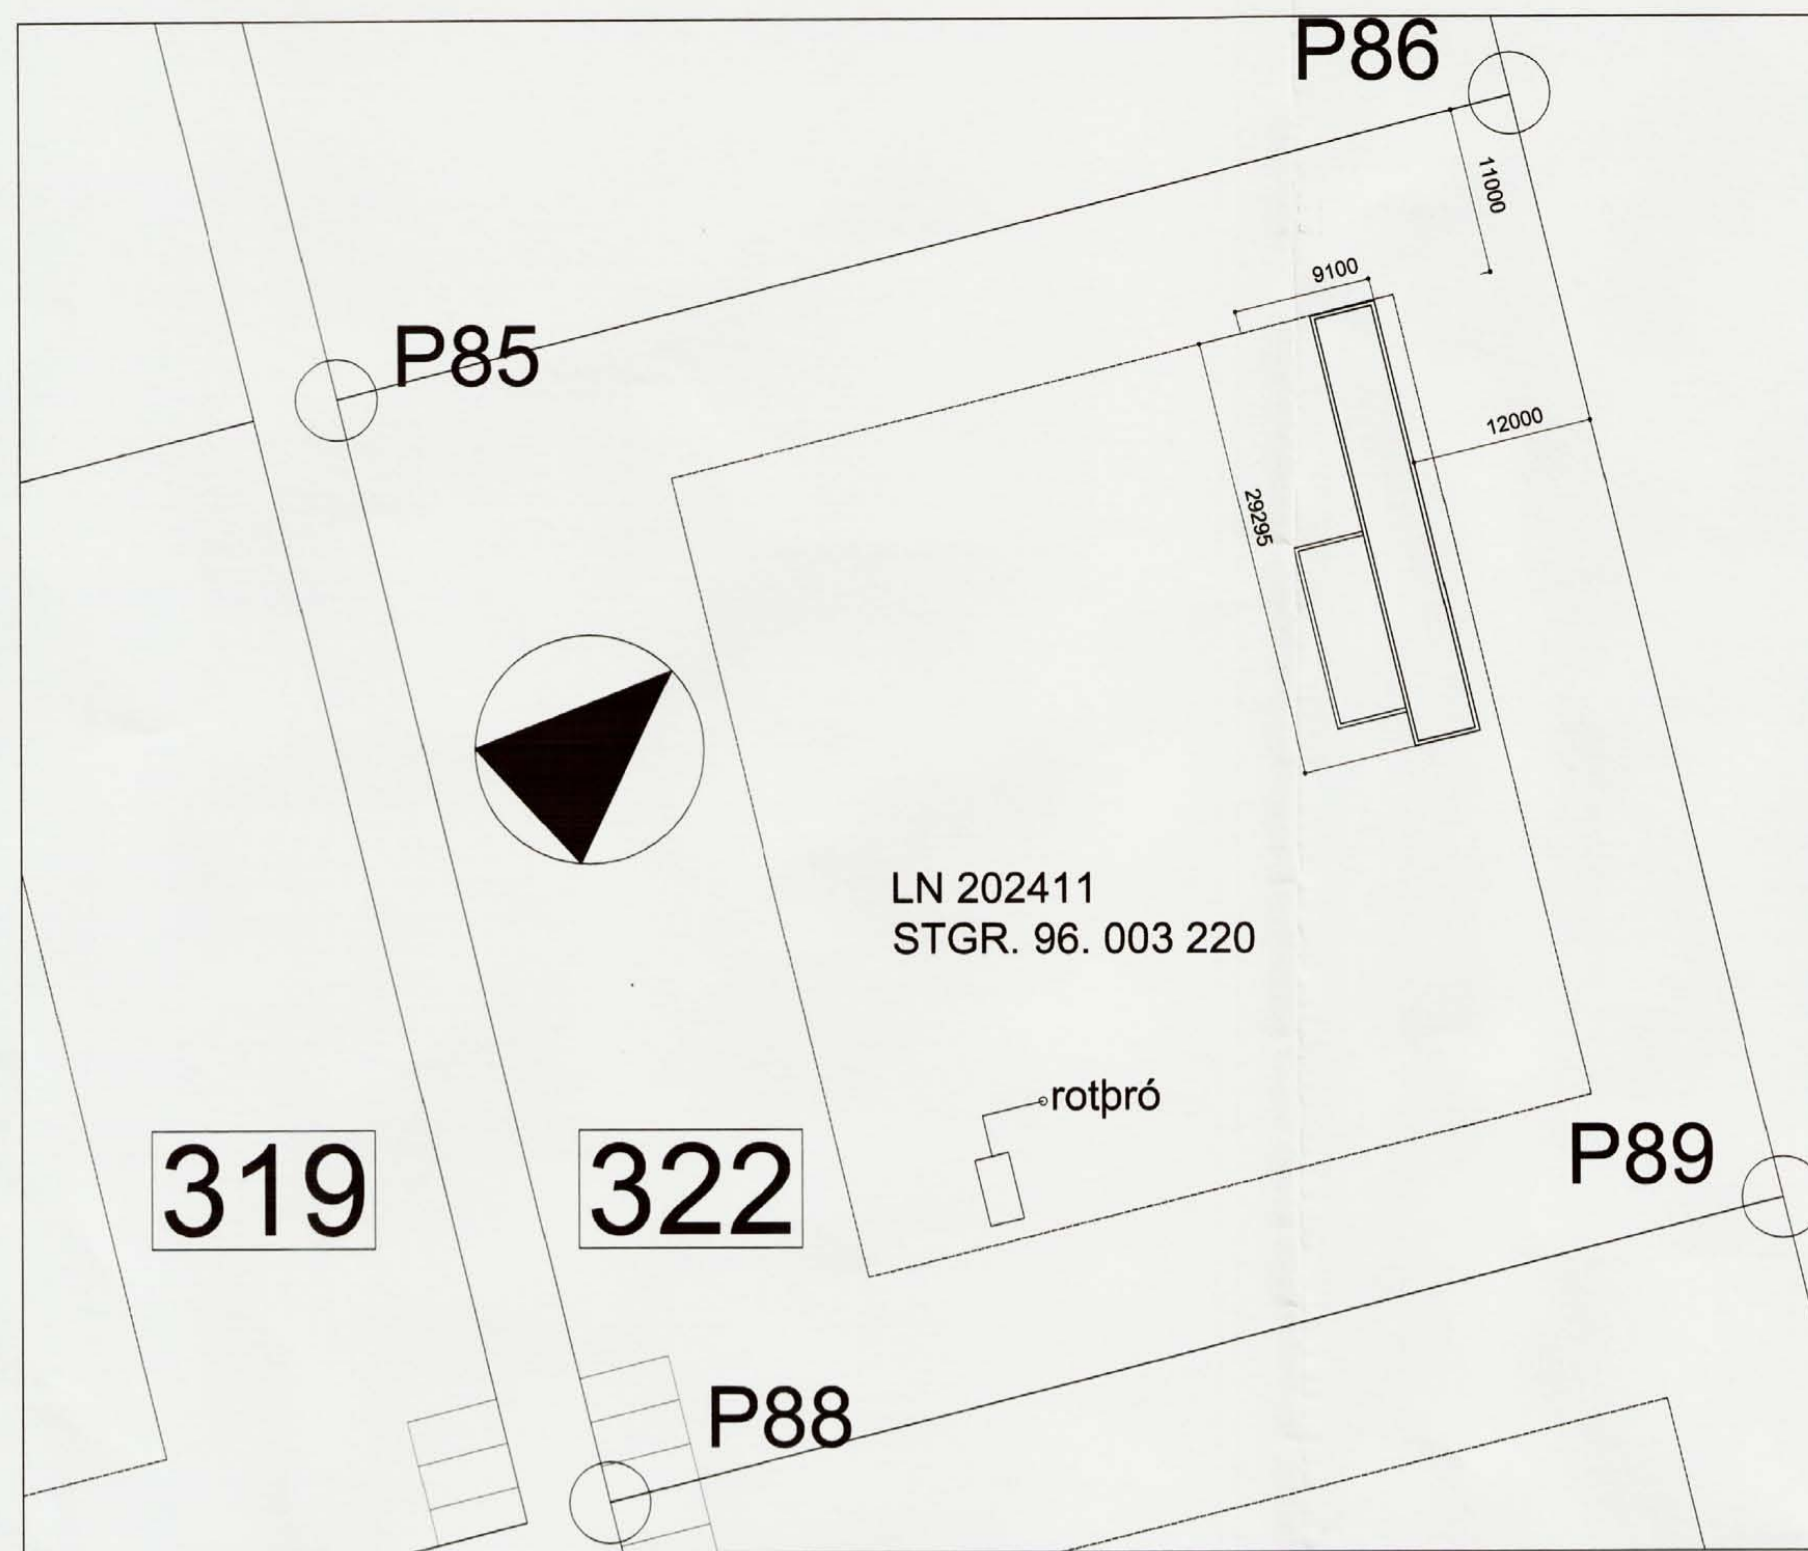 P86
11000
9100
P85
12000
29295
LN 202411
STGR. 96. 003 220
rotþró
319
322
P89
P88